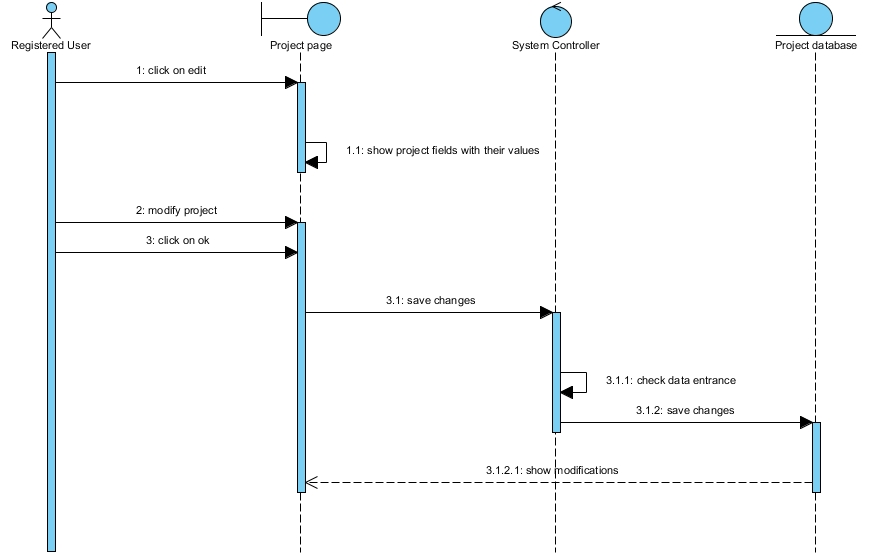 Registered User
Project page
System Controller
Project database
1: click on edit
1.1: show project fields with their values
2: modify project
3: click on ok
3.1: save changes
3.1.1: check data entrance
3.1.2: save changes
3.1.2.1: show modifications